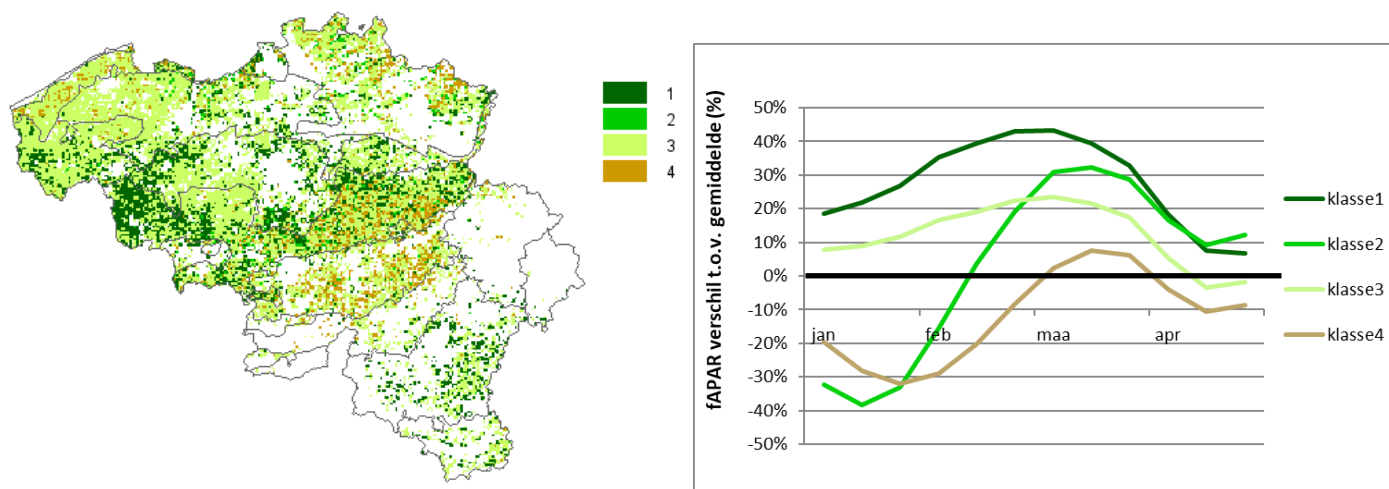 1
2
3
4
fAPAR verschil t.o.v. gemiddelde (%)
50%
40%
30%
20%
10%
0%
-10%
-20%
-30%
-40%
-50%
jan
feb
maa
apr
klasse1
klasse2
klasse3
klasse4